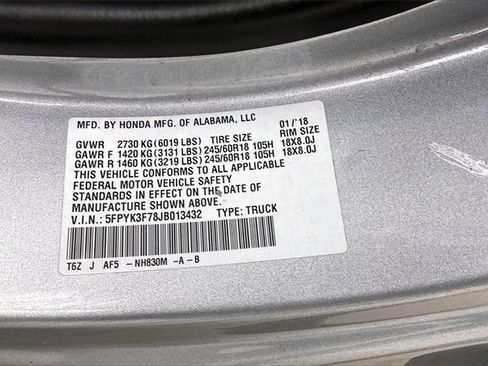 MFD. BY HONDA MFG. OF ALABAMA, LLC 01/'18
GVWR 2730 KG(6019 LBS) TIRE SIZE RIM SIZE
GAWR F 1420 KG(3131 LBS) 245/60R18 105H 18X8.0J
GAWR R 1460 KG(3219 LBS) 245/60R18 105H 18X8.0J
THIS VEHICLE CONFORMS TO ALL APPLICABLE
FEDERAL MOTOR VEHICLE SAFETY
STANDARDS IN EFFECT ON THE DATE OF
MANUFACTURE SHOWN ABOVE.
V.I.N.: 5FPYK3F78JB013432 TYPE: TRUCK
T6Z J AF5 -NH830M -A-B